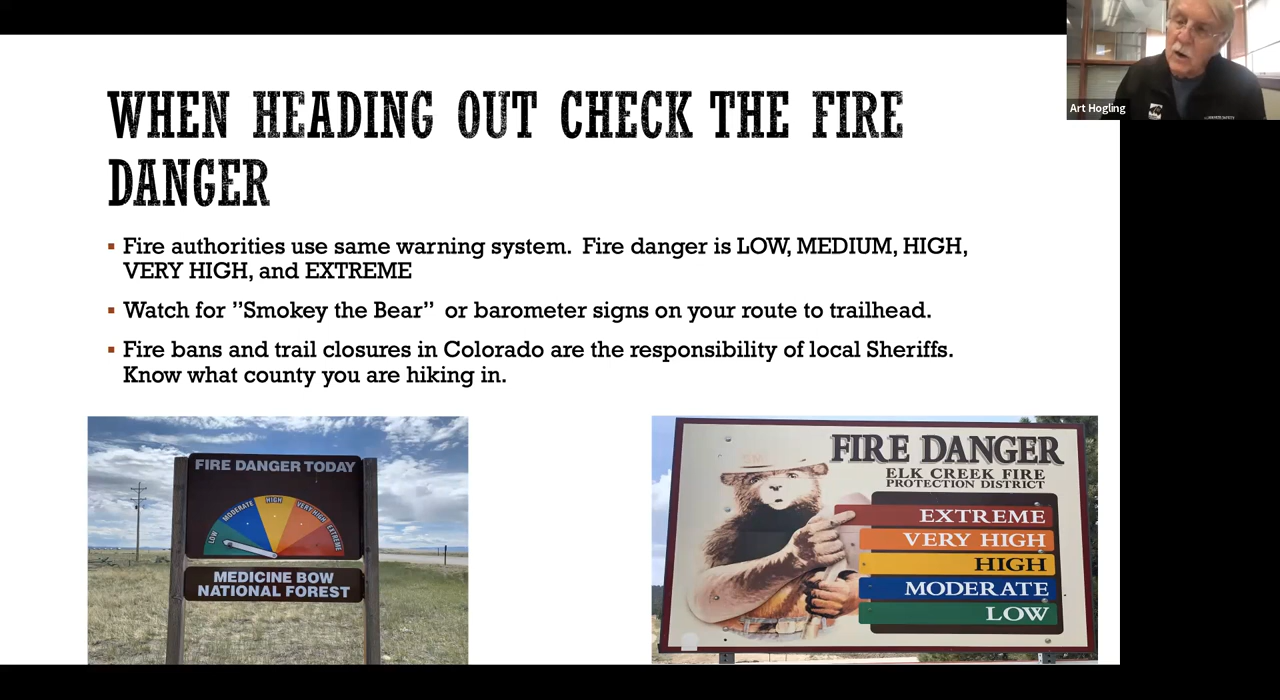 WHEN HEADING OUT CHECK THE FIRE
DANGER
▪ Fire authorities use same warning system.  Fire danger is LOW, MEDIUM, HIGH,
VERY HIGH, and EXTREME
▪ Watch for ”Smokey the Bear”  or barometer signs on your route to trailhead.
▪ Fire bans and trail closures in Colorado are the responsibility of local Sheriffs.
Know what county you are hiking in.
FIRE DANGER TODAY
LOW
MODERATE
HIGH
VERY HIGH
EXTREME
MEDICINE BOW
NATIONAL FOREST
FIRE DANGER
ELK CREEK FIRE
PROTECTION DISTRICT
EXTREME
VERY HIGH
HIGH
MODERATE
LOW
Art Hogling